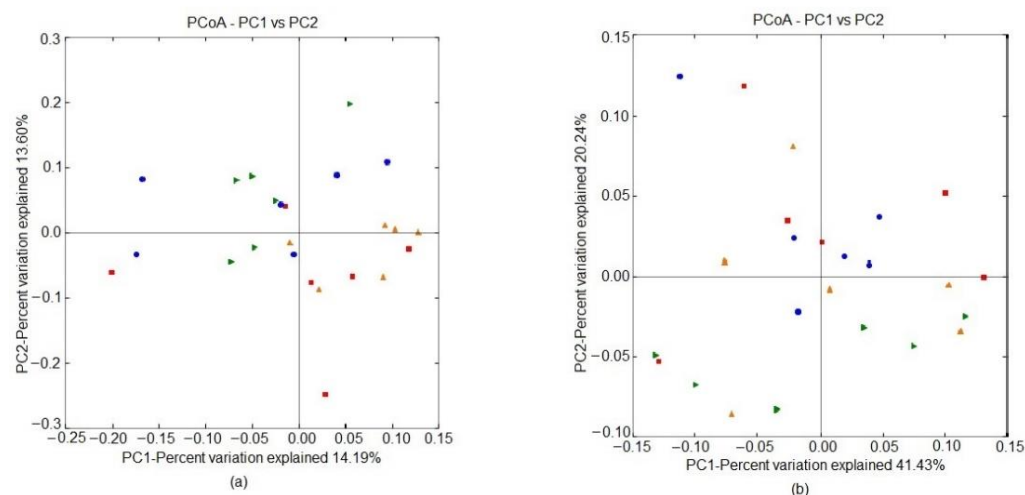 PCoA - PC1 vs PC2
0.3
0.2
0.1
0.0
−0.1
−0.2
−0.3
PC2-Percent variation explained 13.60%
−0.25 −0.20 −0.15 −0.10 −0.05 0.00 0.05 0.10 0.15
PC1-Percent variation explained 14.19%
(a)
PCoA - PC1 vs PC2
0.15
0.10
0.05
0.00
−0.05
−0.10
PC2-Percent variation explained 20.24%
−0.15 −0.10 −0.05 0.00 0.05 0.10 0.15
PC1-Percent variation explained 41.43%
(b)